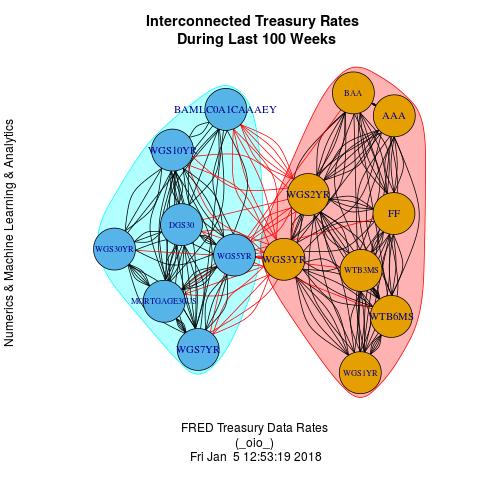 Interconnected Treasury Rates
During Last 100 Weeks
Numerics & Machine Learning & Analytics
BAA
BAMLC0A1CAAAEY
AAA
WGS10YR
WGS2YR
FF
DGS30
WGS30YR
WGS5YR
WGS3YR
WTB3MS
MORTGAGE30US
WTB6MS
WGS7YR
WGS1YR
FRED Treasury Data Rates
(_oio_)
Fri Jan  5 12:53:19 2018